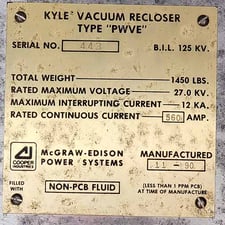 KYLE® VACUUM RECLOSER
TYPE "PWVE"
SERIAL NO. 443 B.I.L. 125 KV.
TOTAL WEIGHT 1450 LBS.
RATED MAXIMUM VOLTAGE 27.0 KV.
MAXIMUM INTERRUPTING CURRENT 12 KA.
RATED CONTINUOUS CURRENT 560 AMP.
COOPER
INDUSTRIES
McGRAW-EDISON
POWER SYSTEMS
MANUFACTURED
11 - 90
FILLED
WITH
NON-PCB FLUID
(LESS THAN 1 PPM PCB)
AT TIME OF MANUFACTURE